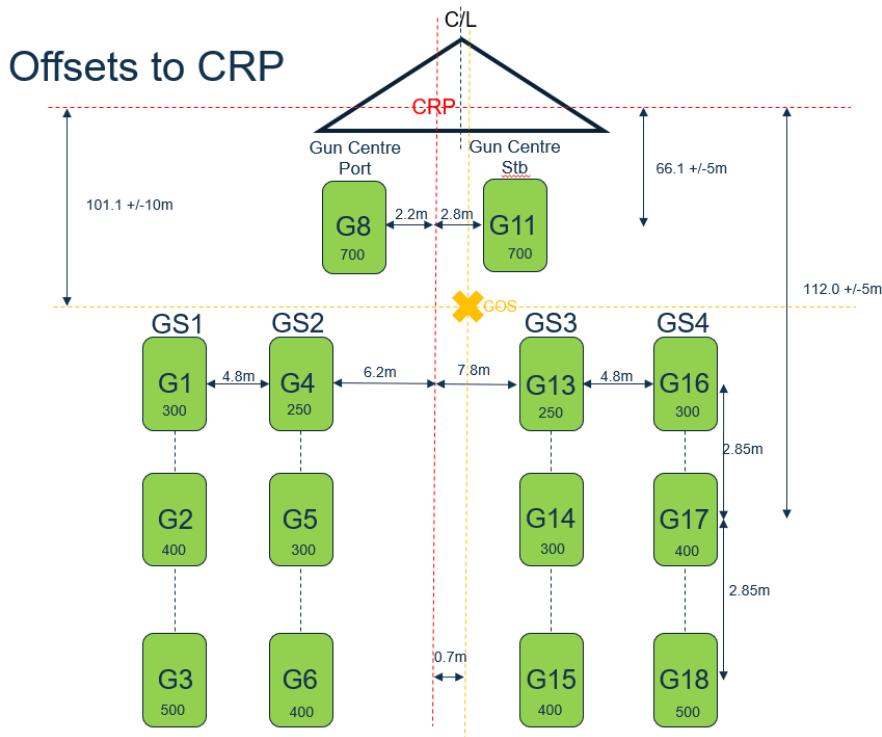 C/L
Offsets to CRP
CRP
Gun Centre
Port
Gun Centre
Stb
66.1 +/-5m
101.1 +/-10m
G8
700
2.2m
2.8m
G11
700
112.0 +/-5m
COS
GS1
GS2
GS3
GS4
G1
300
4.8m
G4
250
6.2m
7.8m
G13
250
4.8m
G16
300
2.85m
G2
400
G5
300
G14
300
G17
400
2.85m
0.7m
G3
500
G6
400
G15
400
G18
500